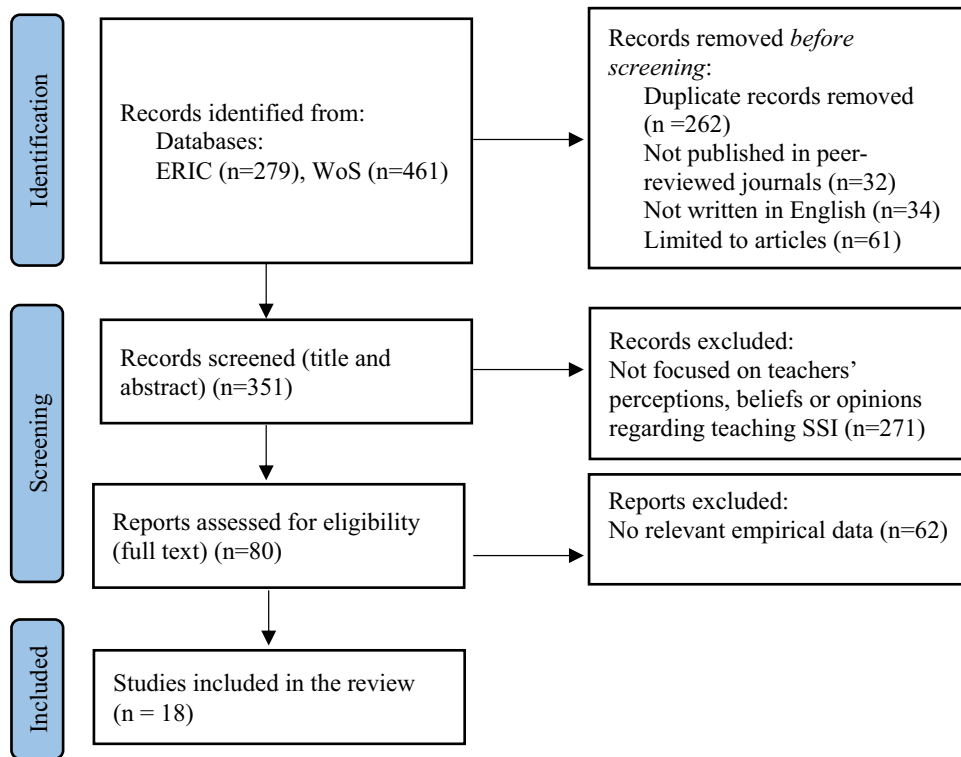 Identification
Records identified from:
Databases:
ERIC (n=279), WoS (n=461)
Records removed before
screening:
Duplicate records removed
(n =262)
Not published in peer-
reviewed journals (n=32)
Not written in English (n=34)
Limited to articles (n=61)
Screening
Records screened (title and
abstract) (n=351)
Records excluded:
Not focused on teachers’
perceptions, beliefs or opinions
regarding teaching SSI (n=271)
Reports assessed for eligibility
(full text) (n=80)
Reports excluded:
No relevant empirical data (n=62)
Included
Studies included in the review
(n = 18)